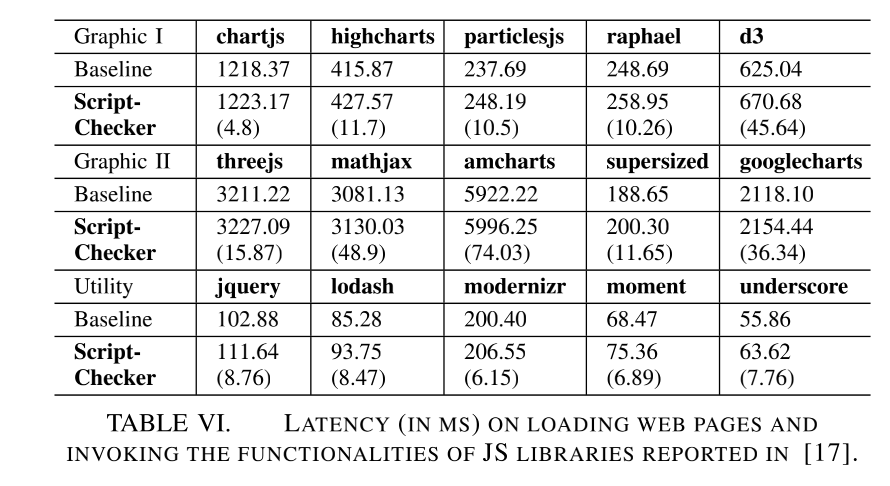 Graphic I chartjs highcharts particlesjs raphael d3
Baseline 1218.37 415.87 237.69 248.69 625.04
Script- 1223.17 427.57 248.19 258.95 670.68
Checker (4.8) (11.7) (10.5) (10.26) (45.64)
Graphic II threejs mathjax amcharts supersized googlecharts
Baseline 3211.22 3081.13 5922.22 188.65 2118.10
Script- 3227.09 3130.03 5996.25 200.30 2154.44
Checker (15.87) (48.9) (74.03) (11.65) (36.34)
Utility jquery lodash modernizr moment underscore
Baseline 102.88 85.28 200.40 68.47 55.86
Script- 111.64 93.75 206.55 75.36 63.62
Checker (8.76) (8.47) (6.15) (6.89) (7.76)
TABLE VI. LATENCY (IN MS) ON LOADING WEB PAGES AND
INVOKING THE FUNCTIONALITIES OF JS LIBRARIES REPORTED IN [17].